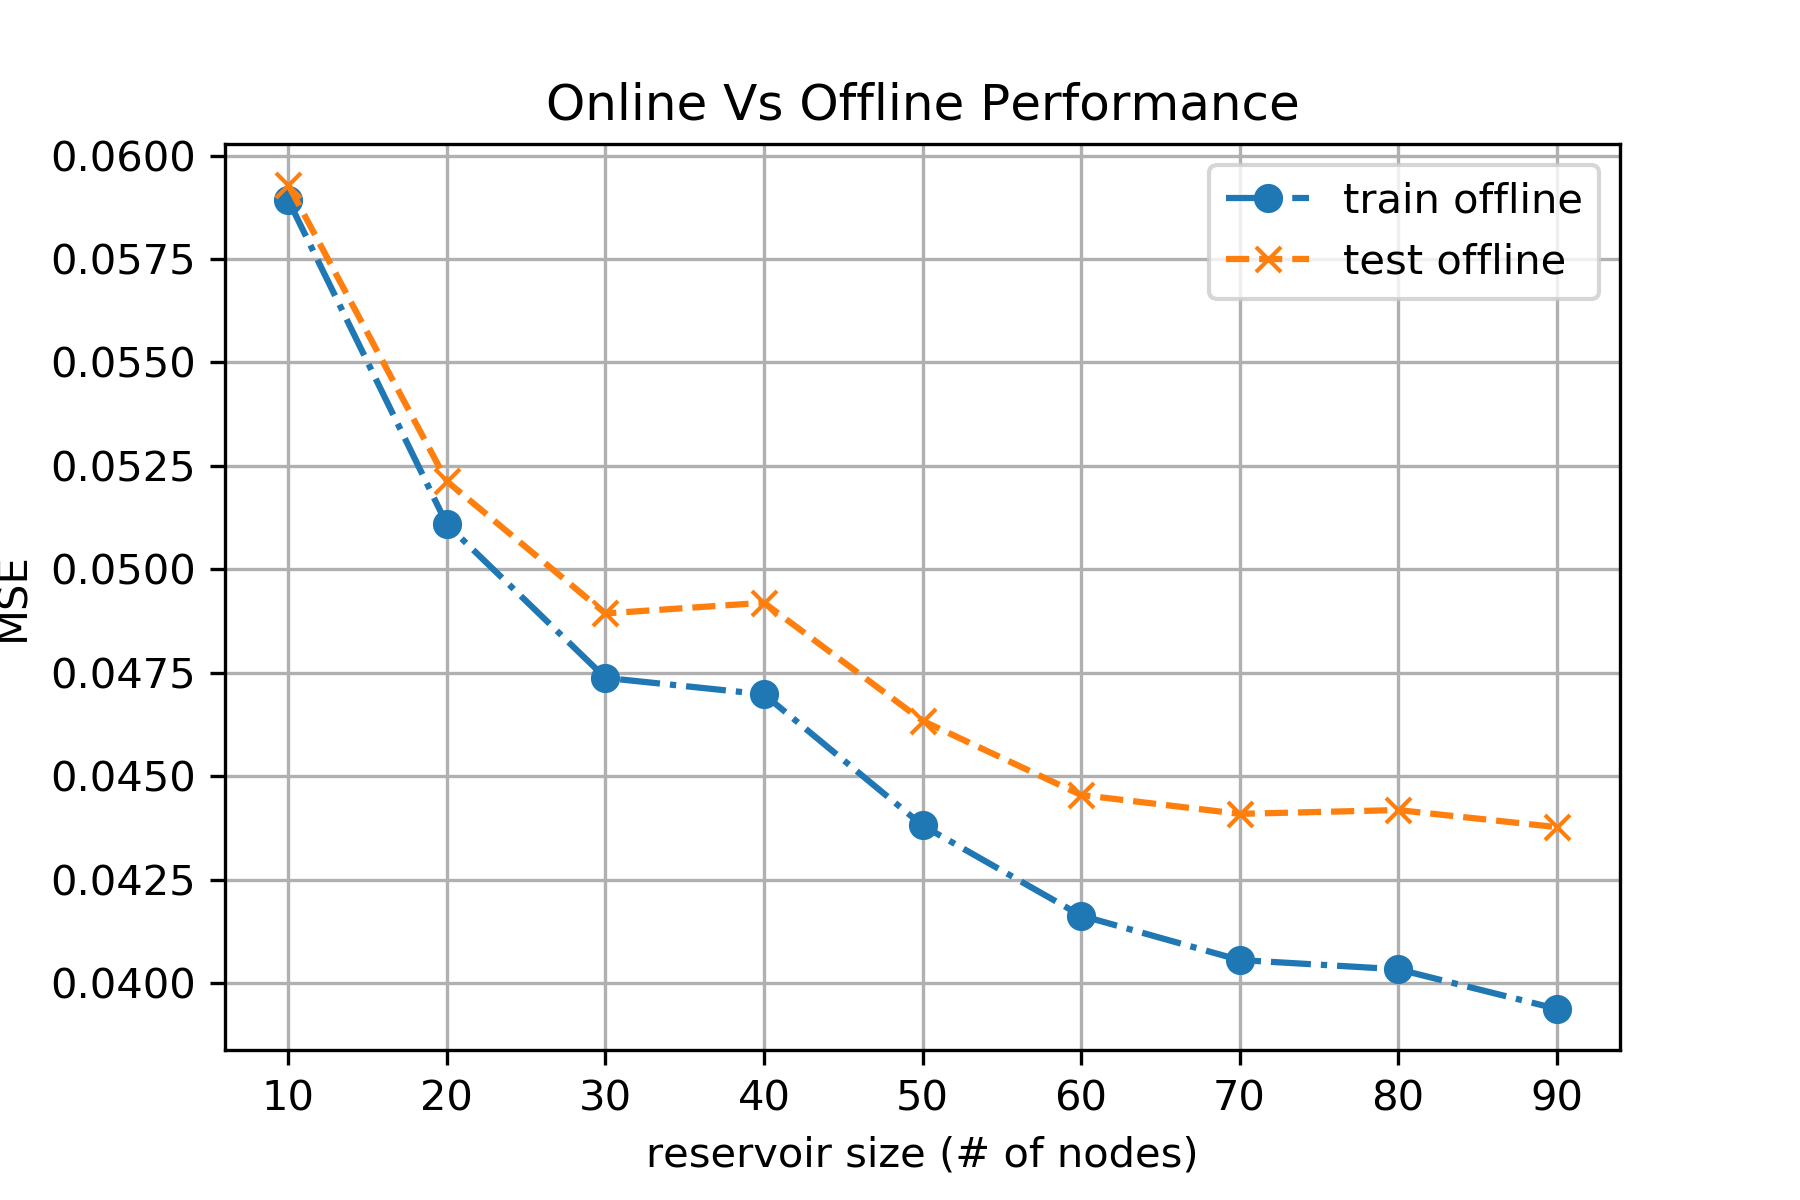 Online Vs Offline Performance
0.0600
0.0575
0.0550
0.0525
0.0500
0.0475
0.0450
0.0425
0.0400
MSE
train offline
test offline
10 20 30 40 50 60 70 80 90
reservoir size (# of nodes)